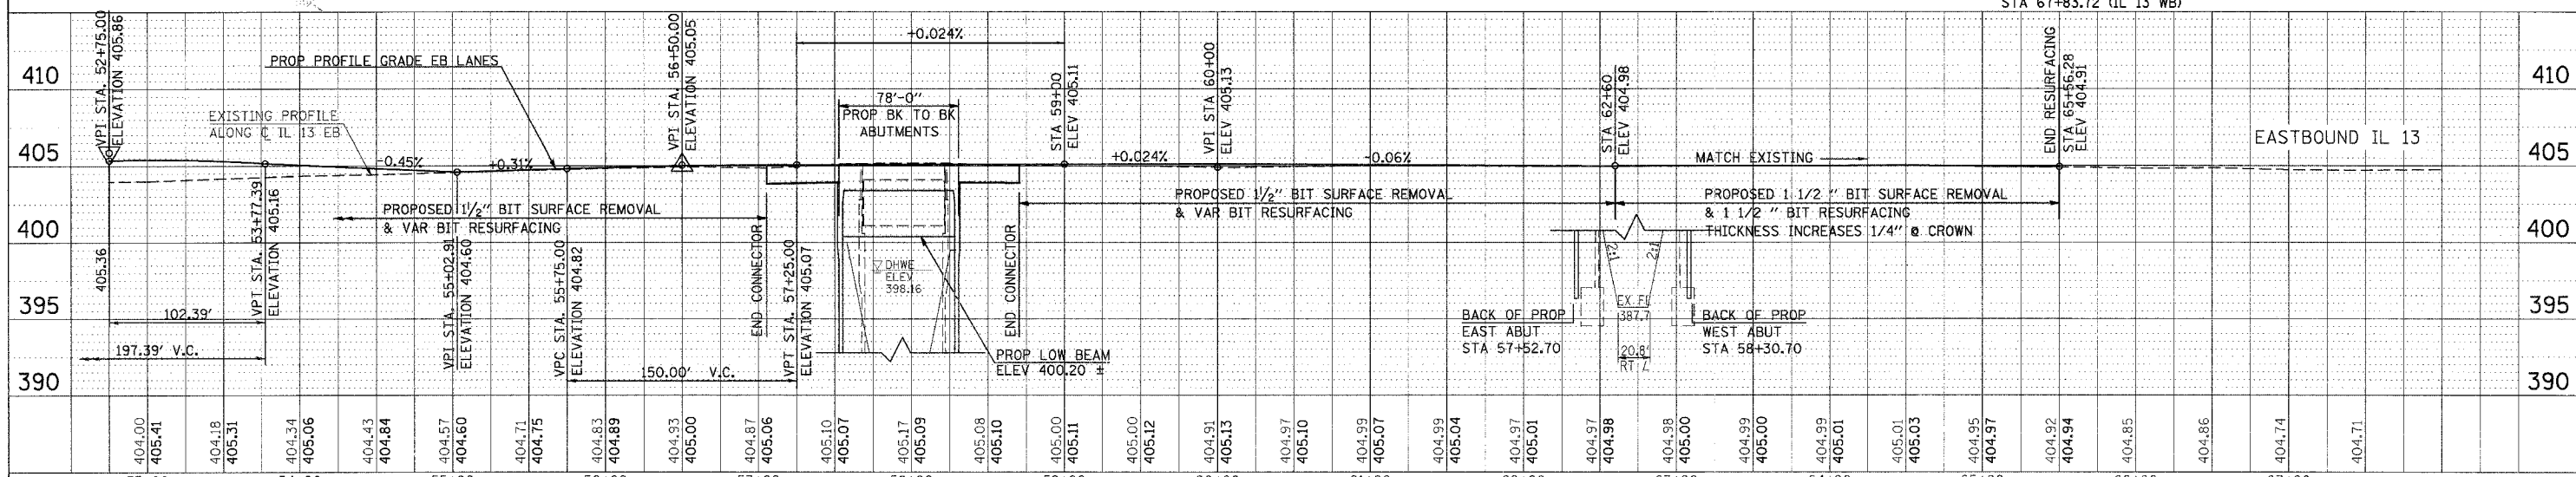 STA 67+83.72 (IL 13 WB)
VPI STA. 52+75.00
ELEVATION 405.86
PROP PROFILE GRADE EB LANES
VPI STA. 56+50.00
ELEVATION 405.05
+0.024%
STA 59+00
ELEV 405.11
VPI STA 60+00
ELEV 405.13
STA 62+60
ELEV 404.98
END RESURFACING
STA 65+56.28
ELEV 404.91
410
410
EXISTING PROFILE
ALONG ℄ IL 13 EB
78'-0"
PROP BK TO BK
ABUTMENTS
EASTBOUND IL 13
405
405
-0.45%
+0.31%
+0.024%
-0.06%
MATCH EXISTING
PROPOSED 1½" BIT SURFACE REMOVAL
& VAR BIT RESURFACING
PROPOSED 1½" BIT SURFACE REMOVAL
& VAR BIT RESURFACING
PROPOSED 1 1/2 " BIT SURFACE REMOVAL
& 1 1/2 " BIT RESURFACING
THICKNESS INCREASES 1/4" @ CROWN
400
400
405.36
VPT STA. 53+77.39
ELEVATION 405.16
VPI STA. 55+02.91
ELEVATION 404.60
VPC STA. 55+75.00
ELEVATION 404.82
END CONNECTOR
VPT STA. 57+25.00
ELEVATION 405.07
DHWE
ELEV
398.16
END CONNECTOR
2:1
2:1
395
395
102.39'
197.39' V.C.
150.00' V.C.
PROP LOW BEAM
ELEV 400.20 ±
BACK OF PROP
EAST ABUT
STA 57+52.70
EX FL
387.7
20.8'
RT ∠
BACK OF PROP
WEST ABUT
STA 58+30.70
390
390
404.00
405.41
404.18
405.31
404.34
405.06
404.43
404.84
404.57
404.60
404.71
404.75
404.83
404.89
404.93
405.00
404.87
405.06
405.10
405.07
405.17
405.09
405.08
405.10
405.00
405.11
405.00
405.12
404.91
405.13
404.97
405.10
404.99
405.07
404.99
405.04
404.97
405.01
404.97
404.98
404.98
405.00
404.99
405.00
404.99
405.01
405.01
405.03
404.95
404.97
404.92
404.94
404.85
404.86
404.74
404.71